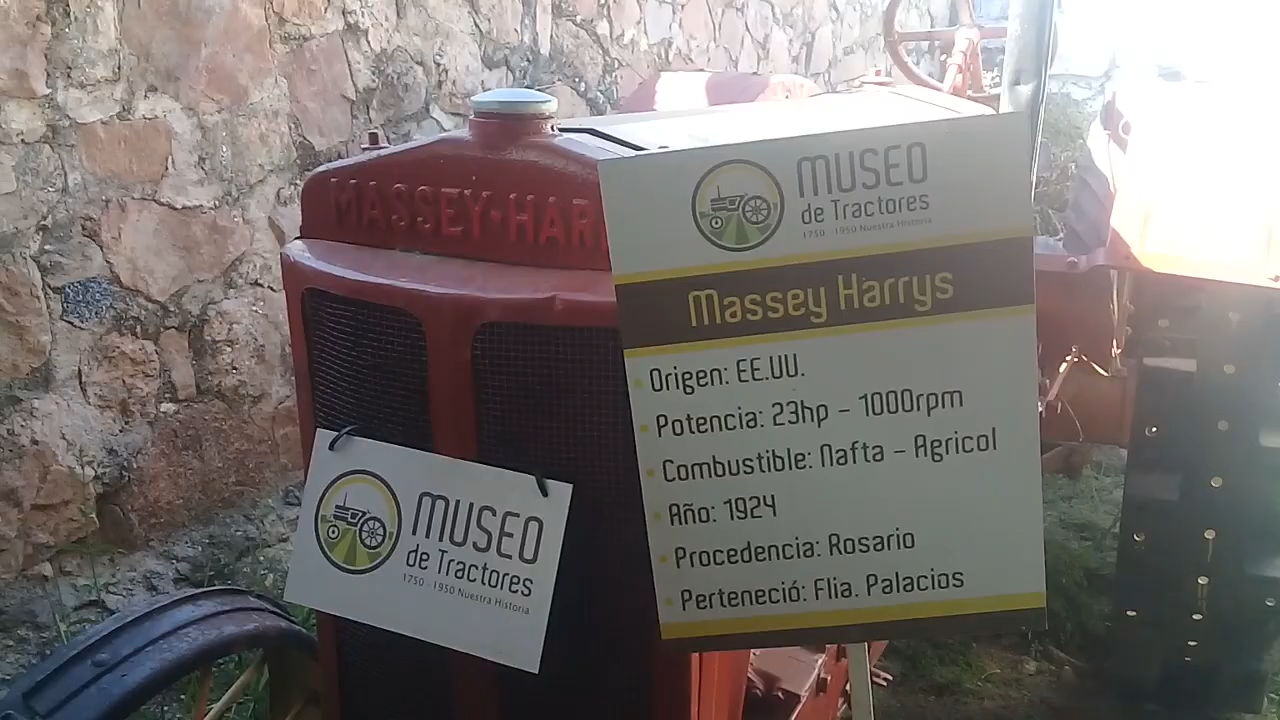 MASSEY-HAR
MUSEO
de Tractores
1750 - 1950 Nuestra Historia
Massey Harrys
Origen: EE.UU.
Potencia: 23hp - 1000rpm
Combustible: Nafta - Agricol
Año: 1924
Procedencia: Rosario
Perteneció: Flia. Palacios
MUSEO
de Tractores
1750 - 1950 Nuestra Historia